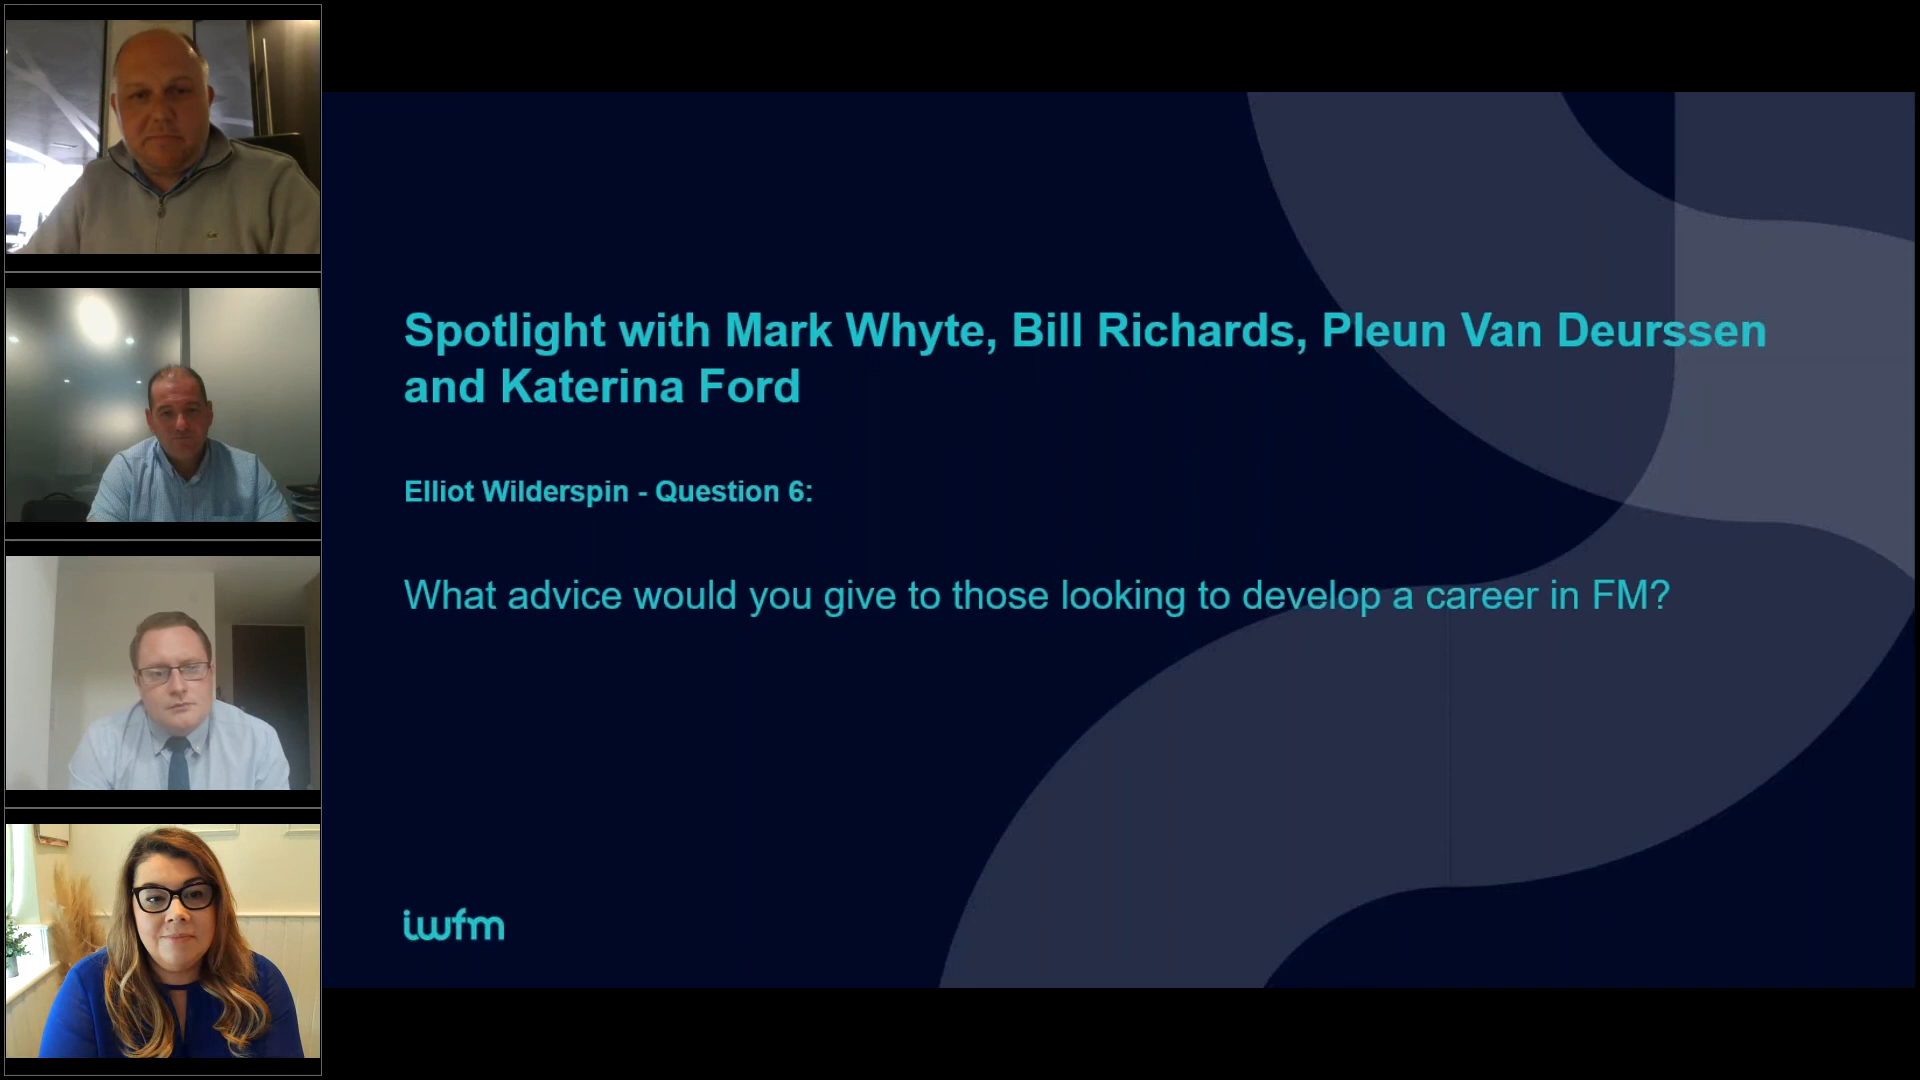 Spotlight with Mark Whyte, Bill Richards, Pleun Van Deurssen
and Katerina Ford
Elliot Wilderspin - Question 6:
What advice would you give to those looking to develop a career in FM?
iwfm